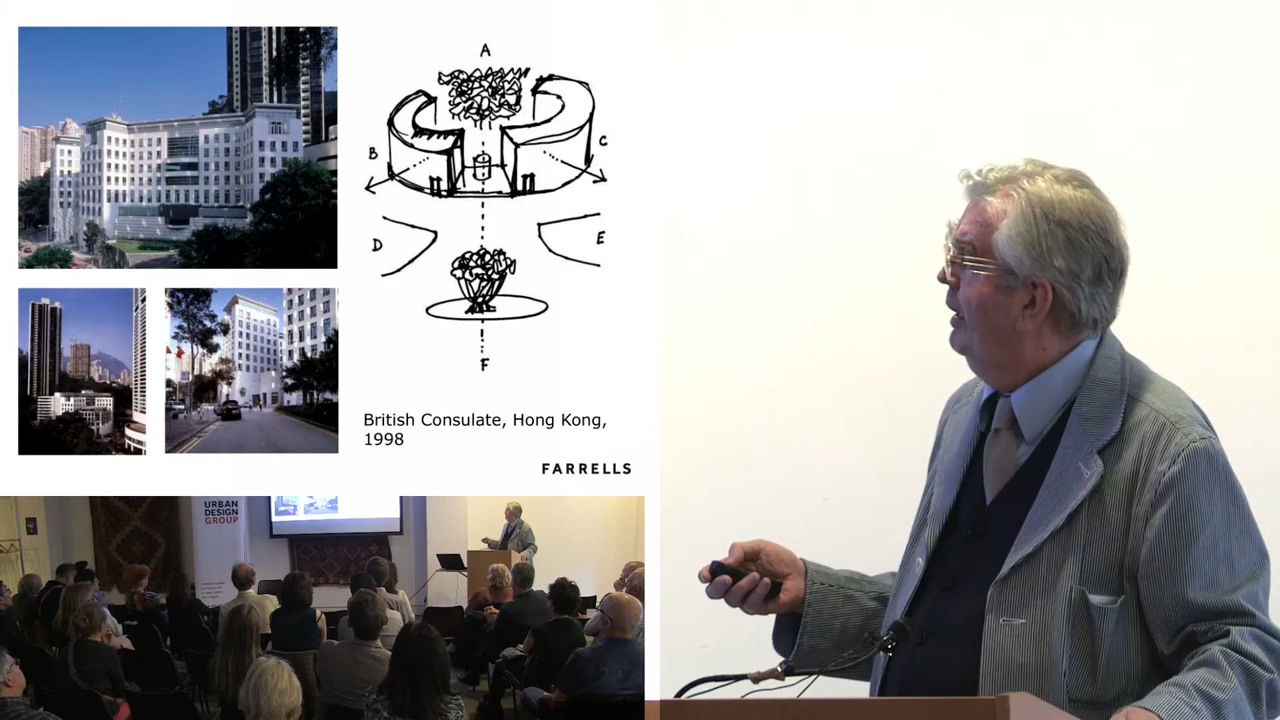 A
B
C
D
E
F
British Consulate, Hong Kong,
1998
FARRELLS
URBAN
DESIGN
GROUP